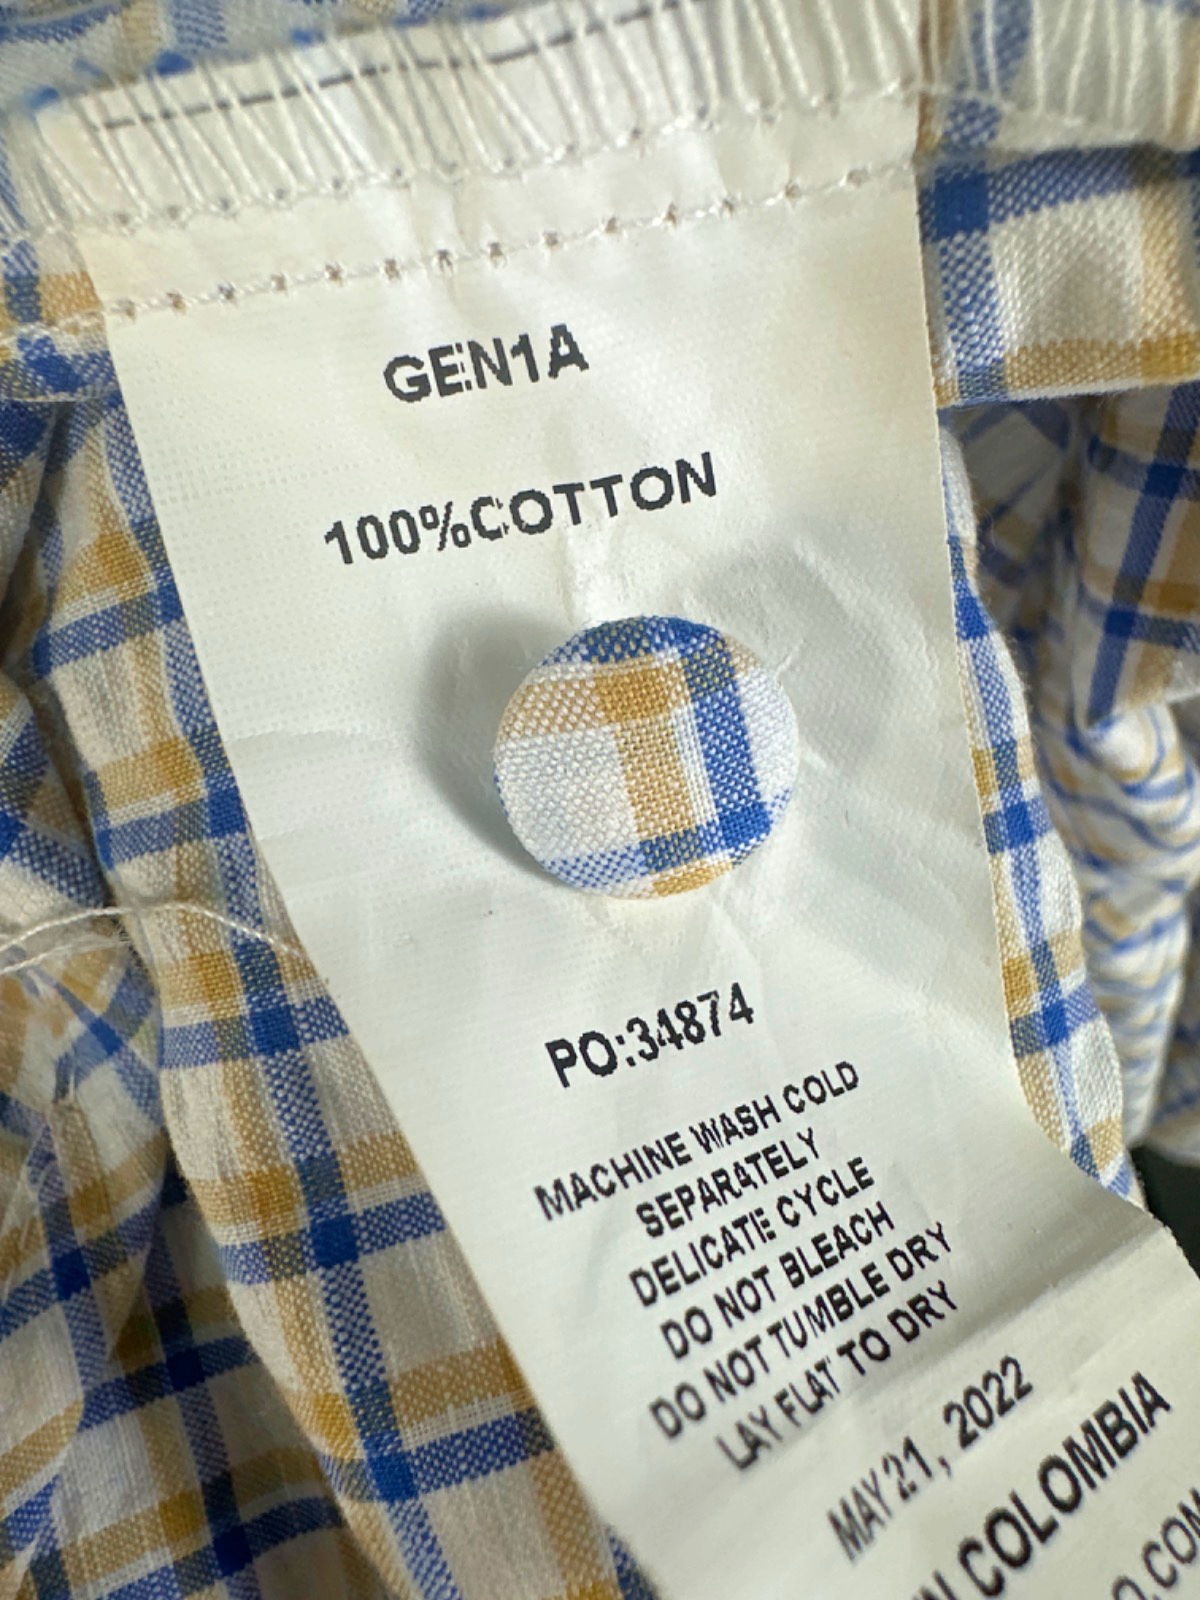 GEN1A
100%COTTON
PO:34874
MACHINE WASH COLD
SEPARATELY
DELICATE CYCLE
DO NOT BLEACH
DO NOT TUMBLE DRY
LAY FLAT TO DRY
MAY 21, 2022
COLOMBIA